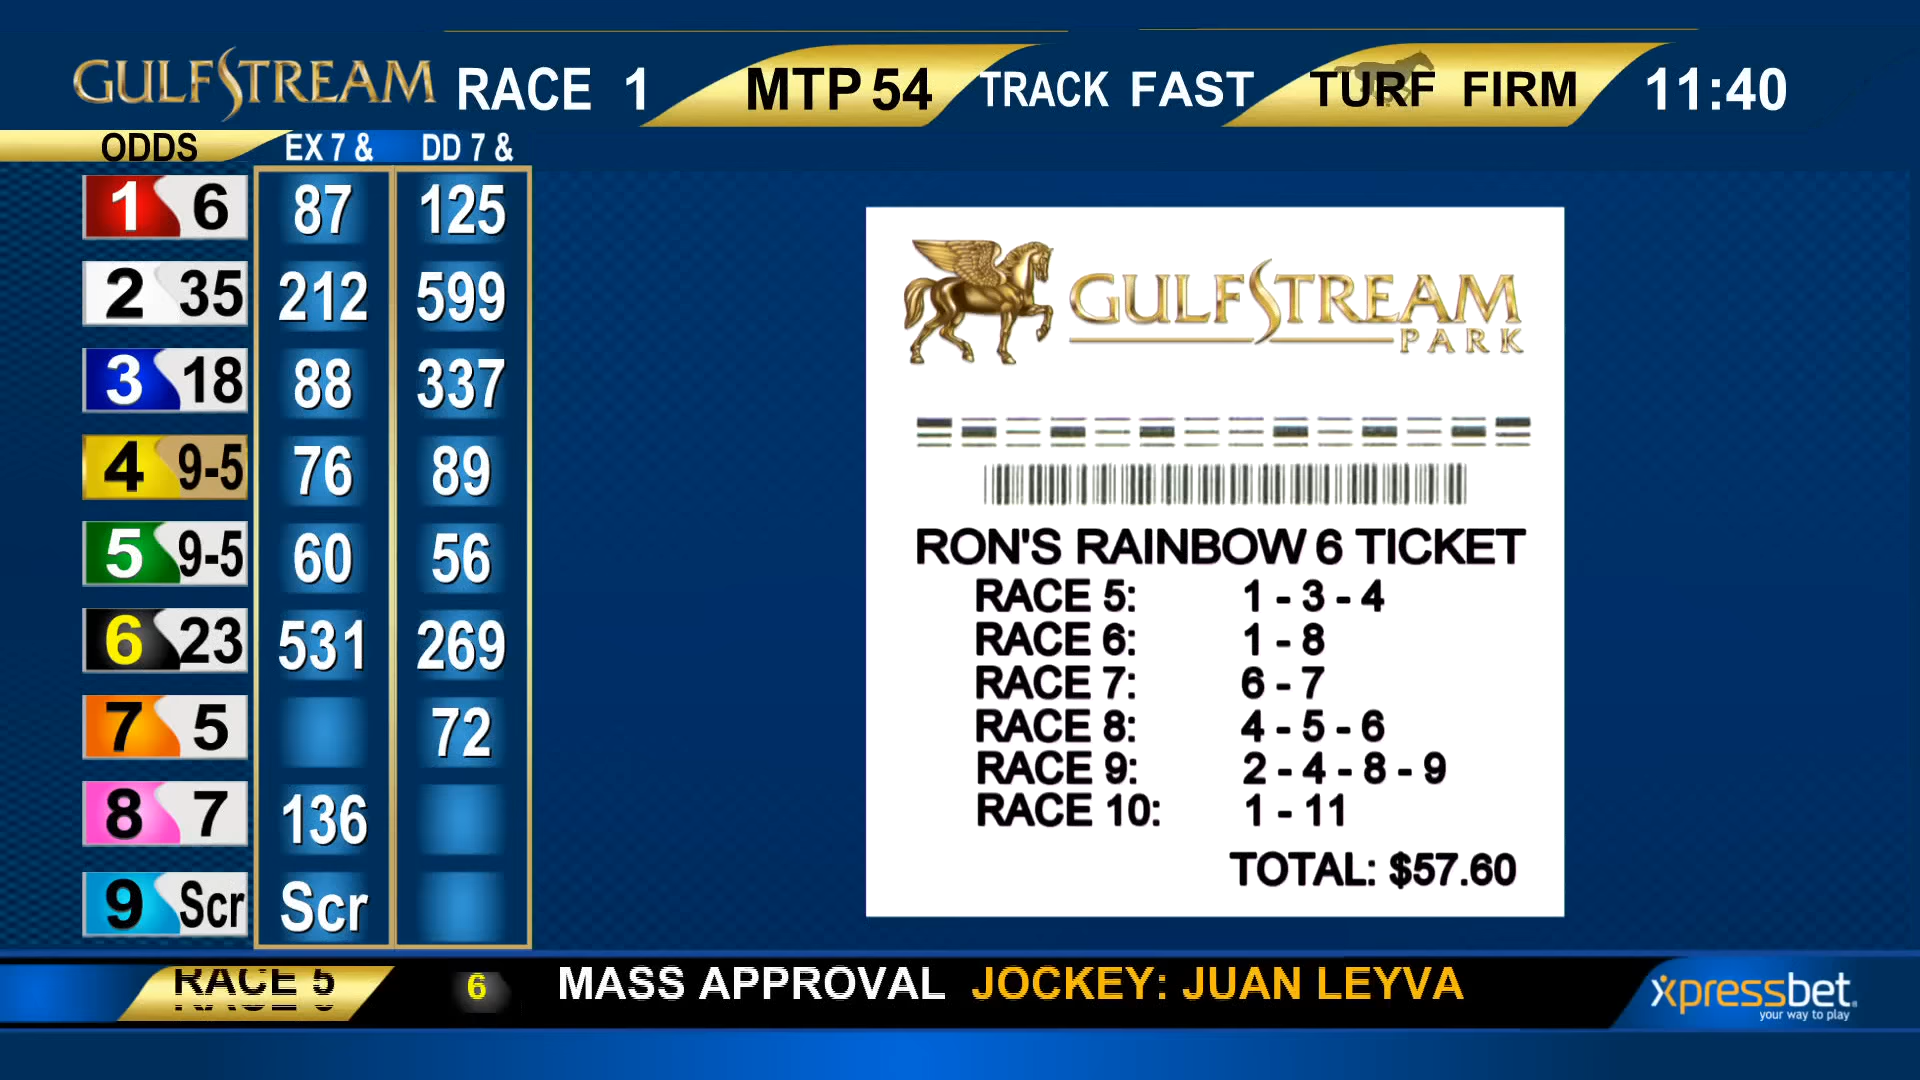 GULFSTREAM RACE 1 MTP 54 TRACK FAST TURF FIRM 11:40
ODDS EX 7 & DD 7 &
1 6 87 125
2 35 212 599
3 18 88 337
4 9-5 76 89
5 9-5 60 56
6 23 531 269
7 5 72
8 7 136
9 Scr Scr
GULFSTREAM
PARK
RON'S RAINBOW 6 TICKET
RACE 5: 1 - 3 - 4
RACE 6: 1 - 8
RACE 7: 6 - 7
RACE 8: 4 - 5 - 6
RACE 9: 2 - 4 - 8 - 9
RACE 10: 1 - 11
TOTAL: $57.60
RACE 5 6 MASS APPROVAL JOCKEY: JUAN LEYVA
xpressbet.
your way to play